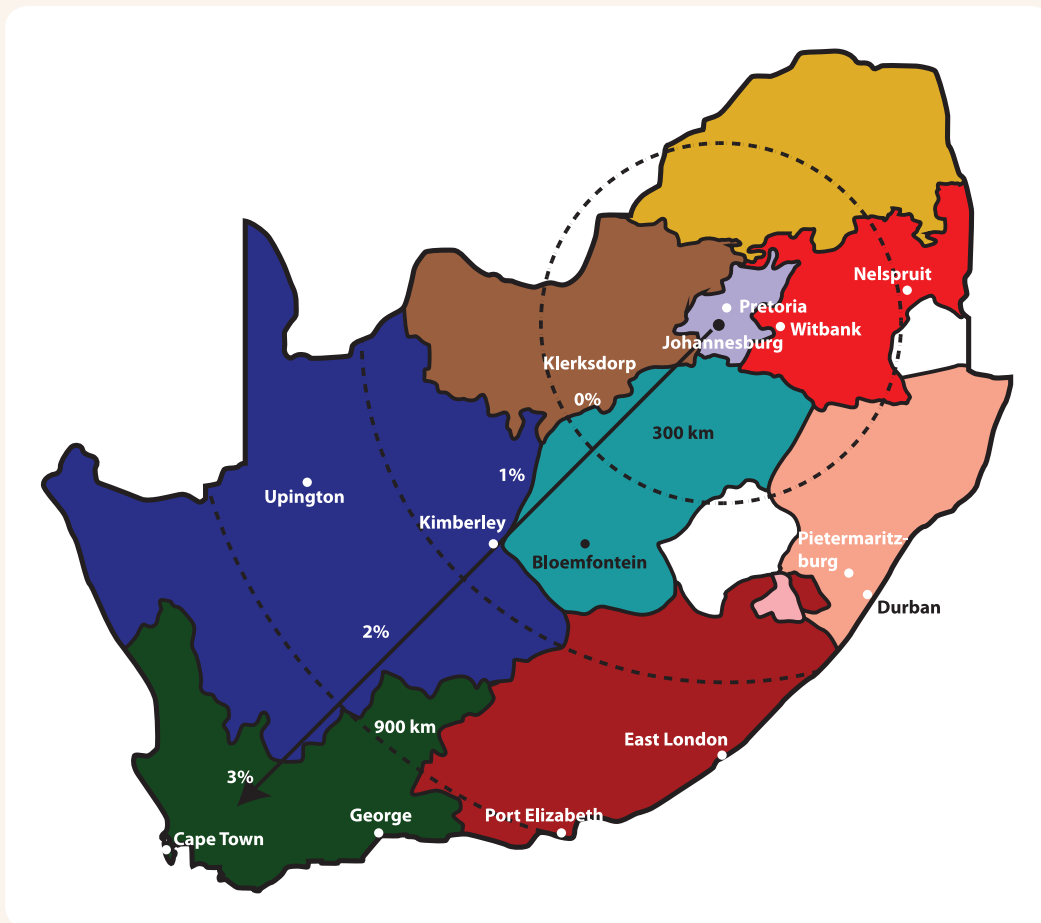 Nelspruit
Pretoria
Witbank
Johannesburg
Klerksdorp
0%
300 km
1%
Upington
Kimberley
Bloemfontein
Pietermaritz-
burg
Durban
2%
900 km
East London
3%
George
Port Elizabeth
Cape Town